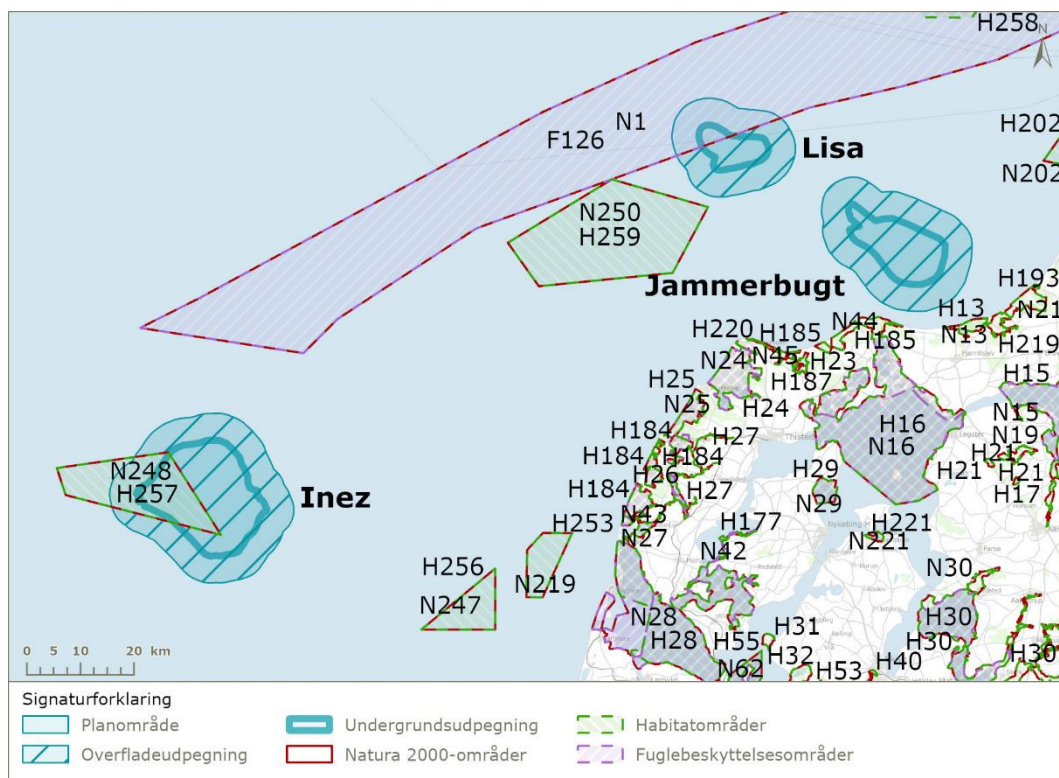 H258
N
N1
F126
Lisa
H202
N202
N250
H259
Jammerbugt
H193
H13
N21
N44
N13
H220
H185
H185
H219
N24
N45
H23
H15
H25
H187
N25
H24
N15
H16
H184
H27
Thisted
Løgstør
N19
N16
H184
H184
H21
N248
H26
H29
H21
H21
H257
Inez
H184
H27
H17
N29
N43
H253
H177
H221
N27
N221
H256
N42
N30
N219
N247
N28
H30
H31
H28
H55
H30
H30
0 5 10 20 km
H32
H40
N62
H53
Signaturforklaring
Planområde
Undergrundsudpegning
Habitatområder
Overfladeudpegning
Natura 2000-områder
Fuglebeskyttelsesområder